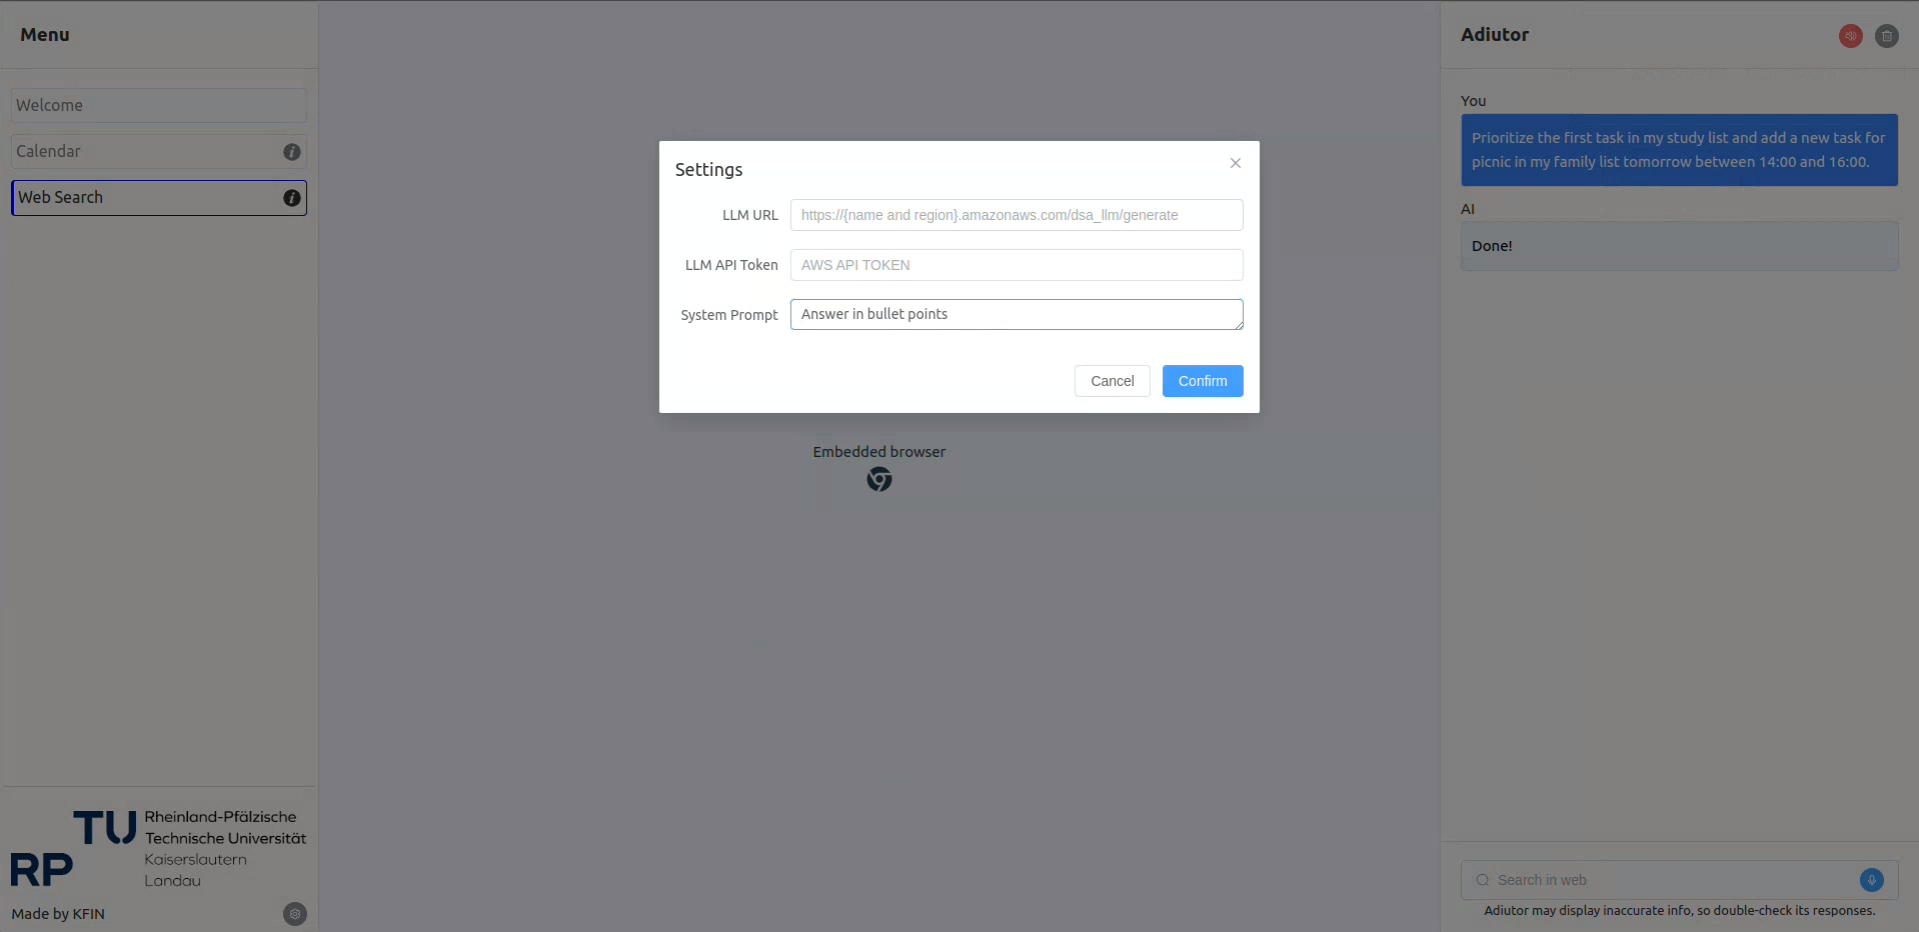 Menu
Welcome
Calendar
Web Search
TU
RP
Rheinland-Pfälzische
Technische Universität
Kaiserslautern
Landau
Made by KFIN
Settings
LLM URL
https://{name and region}.amazonaws.com/dsa_llm/generate
LLM API Token
AWS API TOKEN
System Prompt
Answer in bullet points
Cancel
Confirm
Embedded browser
Adiutor
You
Prioritize the first task in my study list and add a new task for
picnic in my family list tomorrow between 14:00 and 16:00.
AI
Done!
Search in web
Adiutor may display inaccurate info, so double-check its responses.